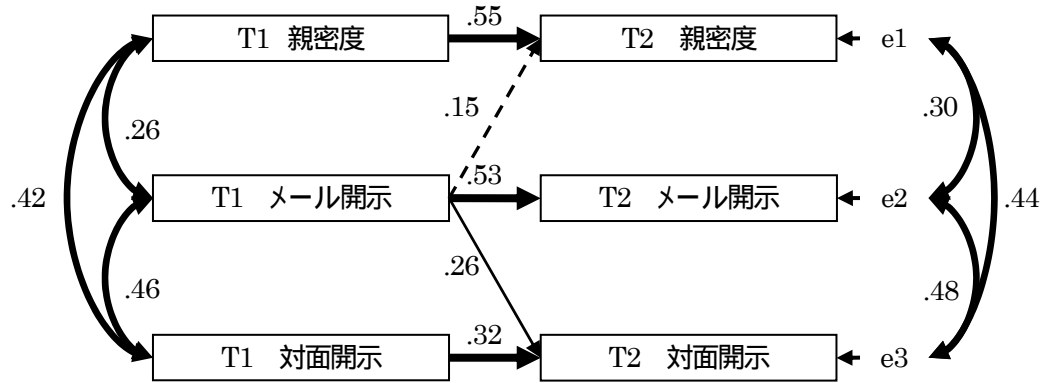 .55
T1 親密度
T2 親密度
e1
.15
.26
.30
.53
.42
T1 メール開示
T2 メール開示
e2
.44
.26
.46
.48
.32
T1 対面開示
T2 対面開示
e3